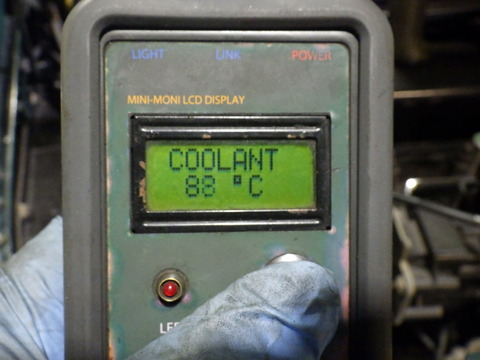 LIGHT LINK POWER
MINI-MONI LCD DISPLAY
COOLANT
88 °C